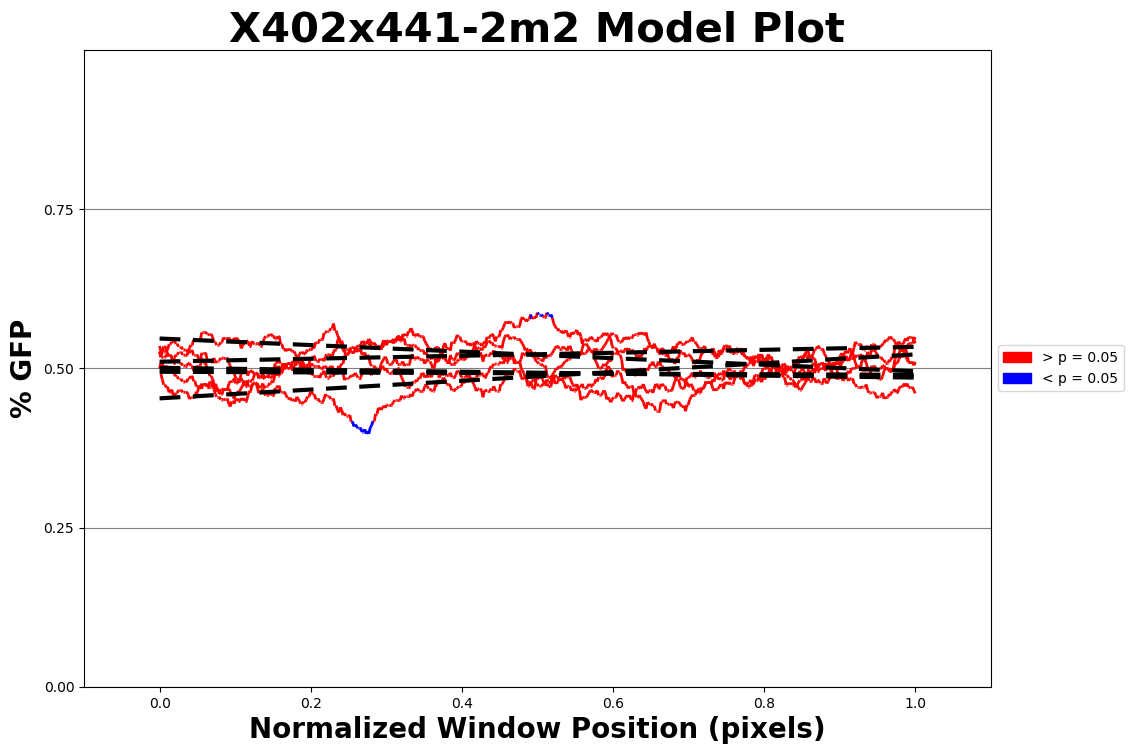 X402x441-2m2 Model Plot
% GFP
0.75
0.50
0.25
0.00
0.0 0.2 0.4 0.6 0.8 1.0
Normalized Window Position (pixels)
> p = 0.05
< p = 0.05